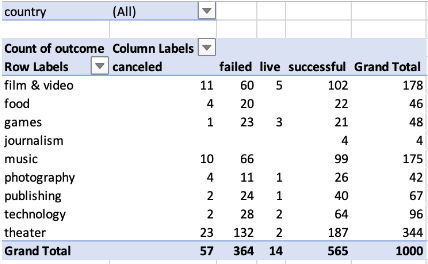 country (All)
Count of outcome Column Labels
Row Labels canceled failed live successful Grand Total
film & video 11 60 5 102 178
food 4 20 22 46
games 1 23 3 21 48
journalism 4 4
music 10 66 99 175
photography 4 11 1 26 42
publishing 2 24 1 40 67
technology 2 28 2 64 96
theater 23 132 2 187 344
Grand Total 57 364 14 565 1000